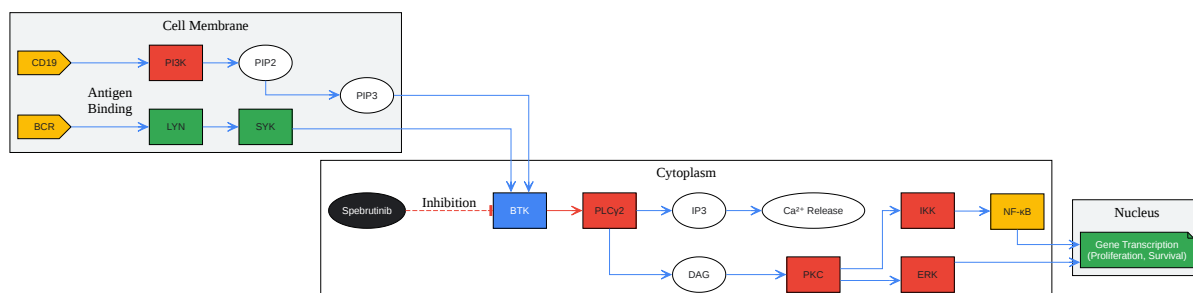 Cell Membrane
CD19
PI3K
PIP2
PIP3
Antigen
Binding
BCR
LYN
SYK
Cytoplasm
Spebrutinib
Inhibition
BTK
PLCγ2
IP3
Ca²⁺ Release
IKK
NF-κB
DAG
PKC
ERK
Nucleus
Gene Transcription
(Proliferation, Survival)